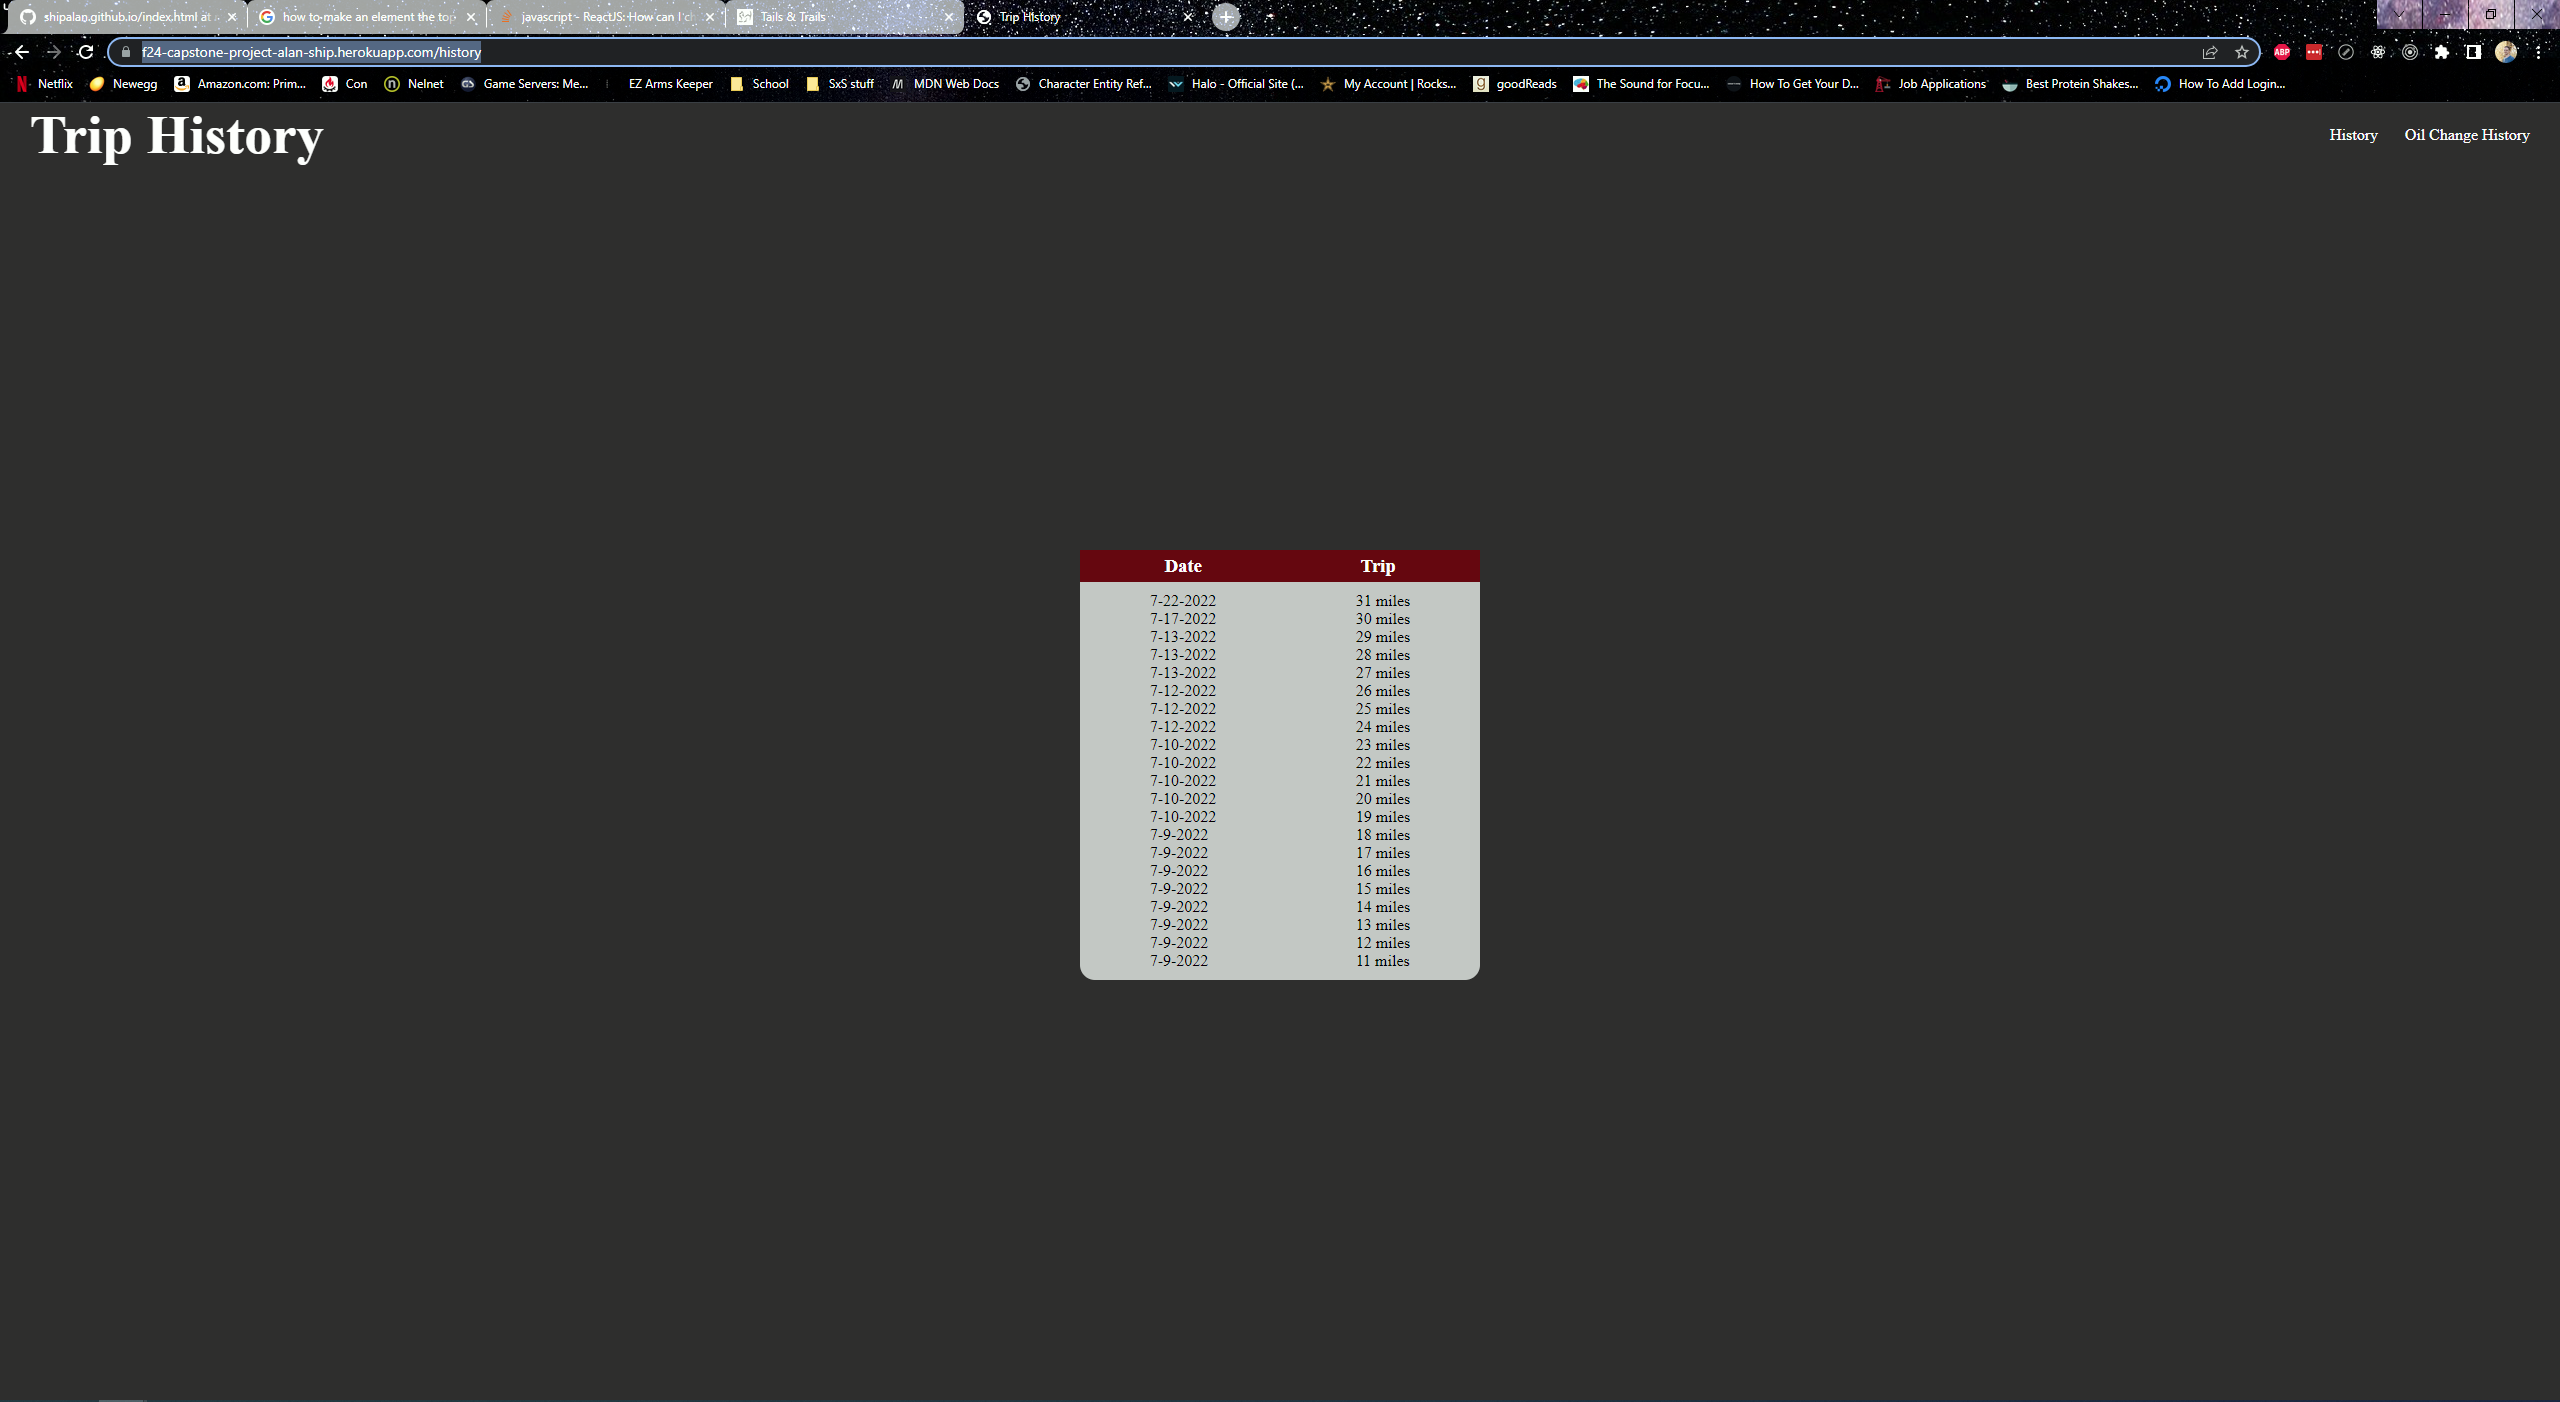 shipalan.github.io/index.html at
how to make an element the top
javascript - ReactJS: How can I ch
Tails & Trails
Trip History
f24-capstone-project-alan-ship.herokuapp.com/history
ABP
Netflix
Newegg
Amazon.com: Prim...
Con
Nelnet
Game Servers: Me...
EZ Arms Keeper
School
SxS stuff
MDN Web Docs
Character Entity Ref...
Halo - Official Site (...
My Account | Rocks...
goodReads
The Sound for Focu...
How To Get Your D...
Job Applications
Best Protein Shakes...
How To Add Login...
Trip History
History
Oil Change History
Date Trip
7-22-2022 31 miles
7-17-2022 30 miles
7-13-2022 29 miles
7-13-2022 28 miles
7-13-2022 27 miles
7-12-2022 26 miles
7-12-2022 25 miles
7-12-2022 24 miles
7-10-2022 23 miles
7-10-2022 22 miles
7-10-2022 21 miles
7-10-2022 20 miles
7-10-2022 19 miles
7-9-2022 18 miles
7-9-2022 17 miles
7-9-2022 16 miles
7-9-2022 15 miles
7-9-2022 14 miles
7-9-2022 13 miles
7-9-2022 12 miles
7-9-2022 11 miles